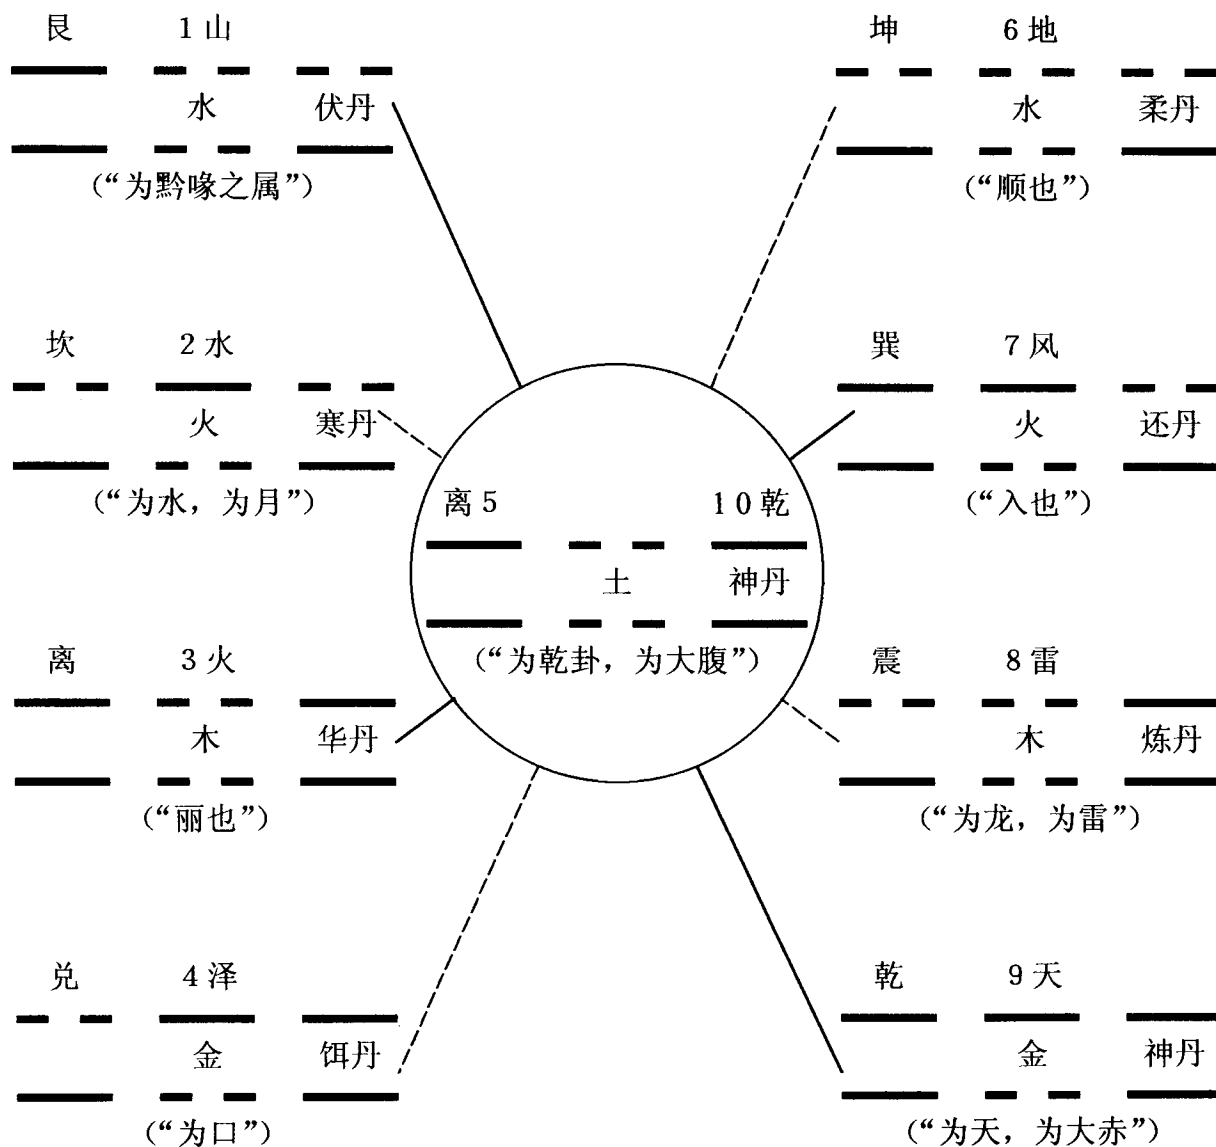 艮 1山
水 伏丹
(“为黔喙之属”)
坎 2水
火 寒丹
(“为水，为月”)
离 3火
木 华丹
(“丽也”)
兑 4泽
金 饵丹
(“为口”)
离5 10乾
土 神丹
(“为乾卦，为大腹”)
坤 6地
水 柔丹
(“顺也”)
巽 7风
火 还丹
(“入也”)
震 8雷
木 炼丹
(“为龙，为雷”)
乾 9天
金 神丹
(“为天，为大赤”)